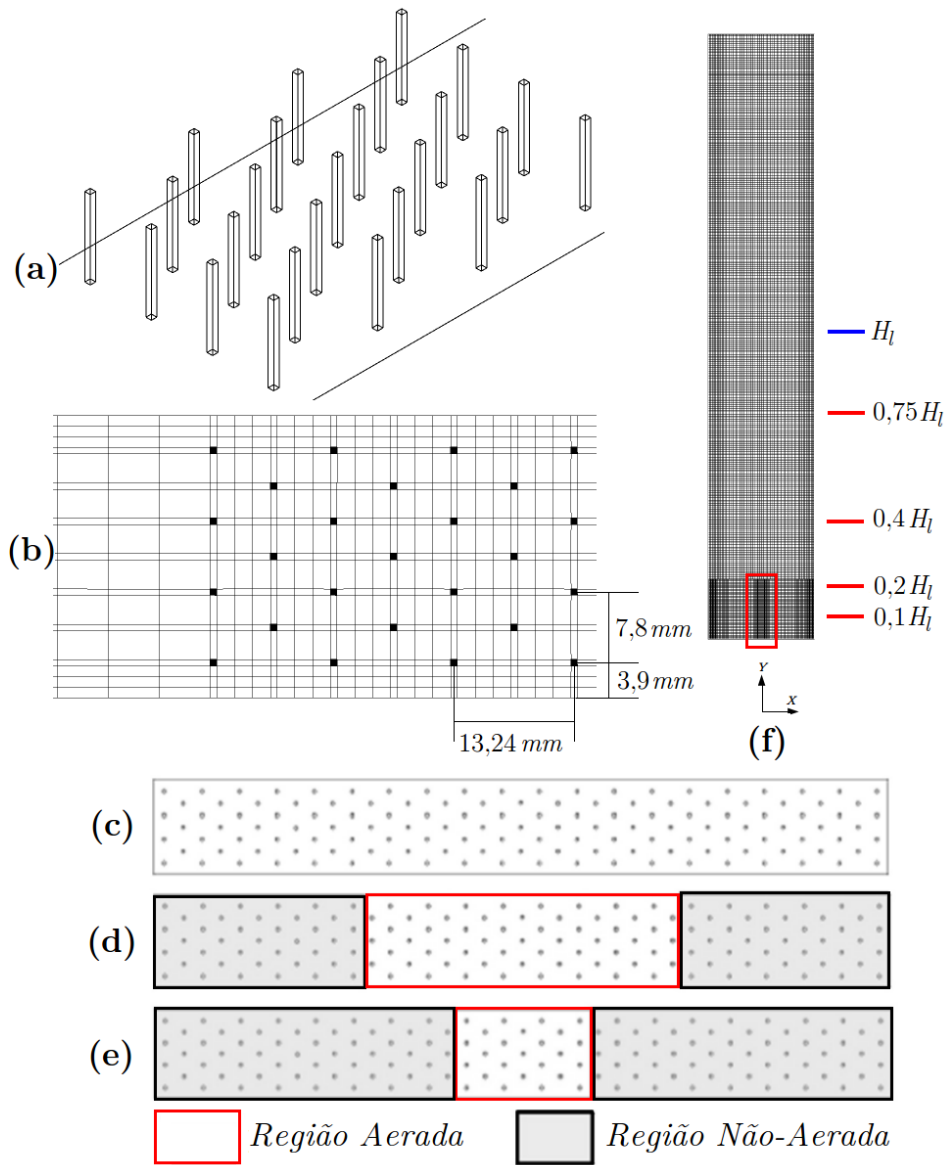 (a)
(b)
7,8 mm
3,9 mm
13,24 mm
H_l
0,75 H_l
0,4 H_l
0,2 H_l
0,1 H_l
Y
X
(f)
(c)
(d)
(e)
Região Aerada
Região Não-Aerada